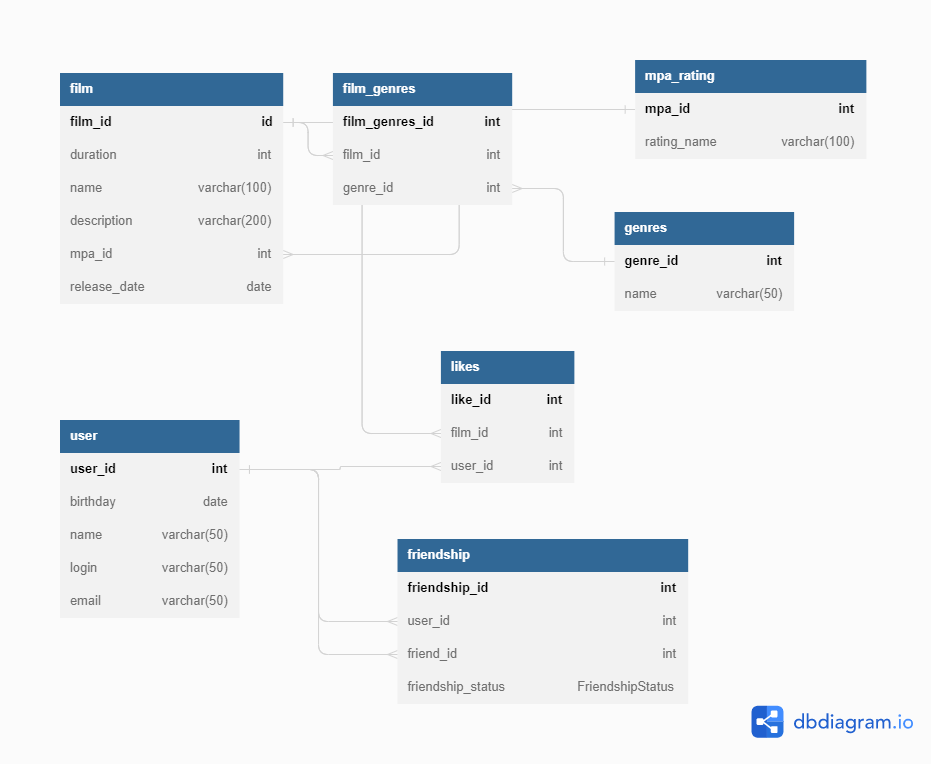 film
film_id id
duration int
name varchar(100)
description varchar(200)
mpa_id int
release_date date
film_genres
film_genres_id int
film_id int
genre_id int
mpa_rating
mpa_id int
rating_name varchar(100)
genres
genre_id int
name varchar(50)
likes
like_id int
film_id int
user_id int
user
user_id int
birthday date
name varchar(50)
login varchar(50)
email varchar(50)
friendship
friendship_id int
user_id int
friend_id int
friendship_status FriendshipStatus
dbdiagram.io